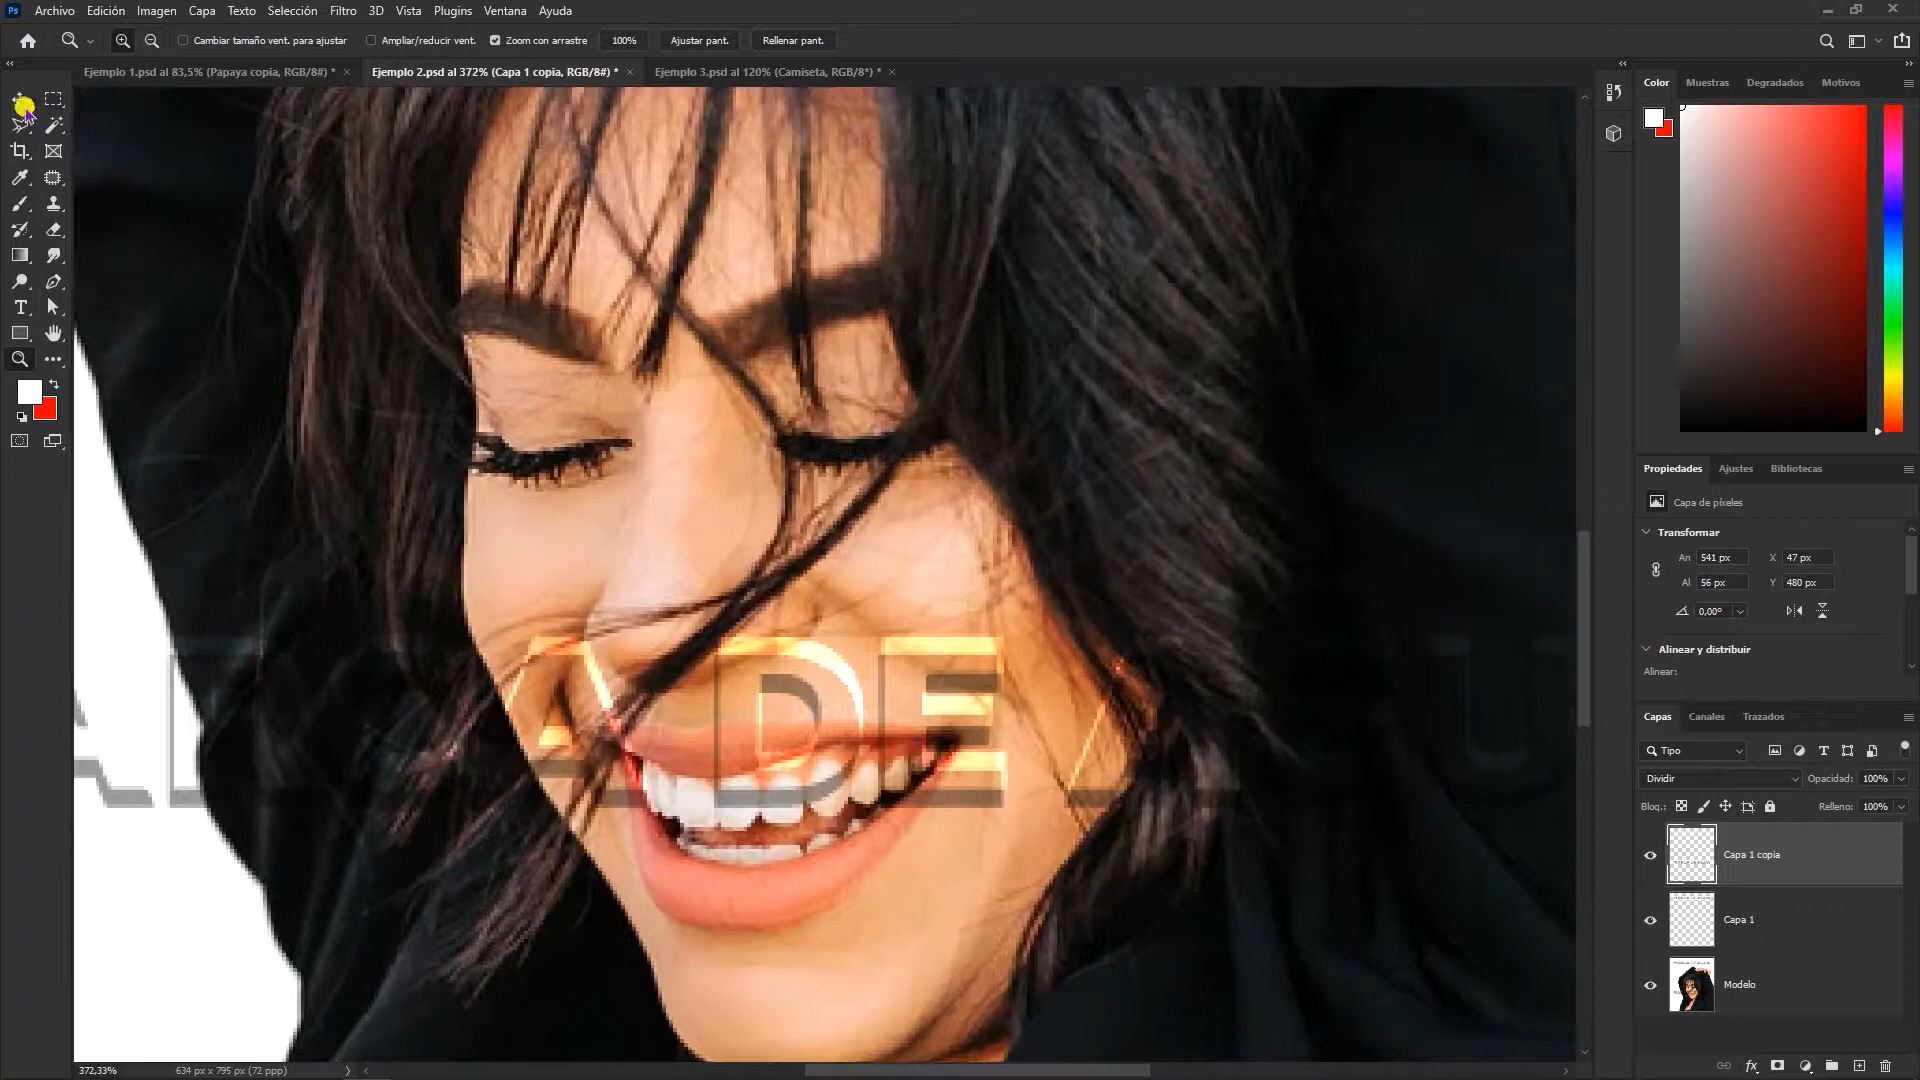 Ps Archivo Edición Imagen Capa Texto Selección Filtro 3D Vista Plugins Ventana Ayuda
Cambiar tamaño vent. para ajustar Ampliar/reducir vent. Zoom con arrastre 100% Ajustar pant. Rellenar pant.
Ejemplo 1.psd al 83,5% (Papaya copia, RGB/8#) * × Ejemplo 2.psd al 372% (Capa 1 copia, RGB/8#) * × Ejemplo 3.psd al 120% (Camiseta, RGB/8*) * ×
Color Muestras Degradados Motivos
Propiedades Ajustes Bibliotecas
Capa de píxeles
Transformar
An 541 px X 47 px
Al 56 px Y 480 px
0,00°
Alinear y distribuir
Alinear:
A DE A U
Capas Canales Trazados
Tipo
Dividir Opacidad: 100%
Bloq.: Relleno: 100%
Capa 1 copia
Capa 1
Modelo
372,33% 634 px x 795 px (72 ppp)